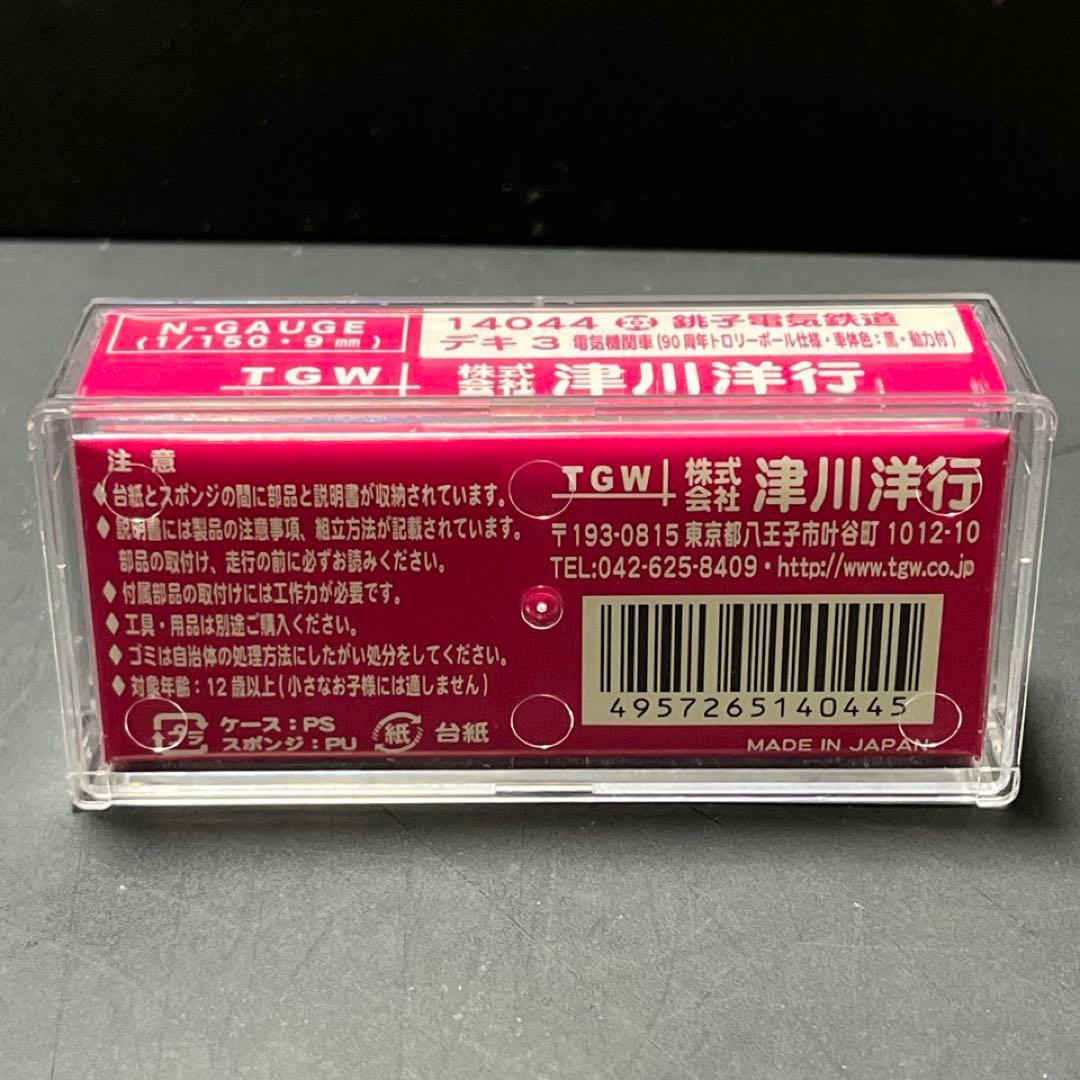 N-GAUGE
(1/150・9㎜)
14044 銚子電気鉄道
デキ3 電気機関車(90周年トロリーポール仕様・車体色:黒・動力付)
TGW 株式会社 津川洋行
注意
◆台紙とスポンジの間に部品と説明書が収納されています。
◆説明書には製品の注意事項、組立方法が記載されています。
部品の取付け、走行の前に必ずお読みください。
◆付属部品の取付けには工作力が必要です。
◆工具・用品は別途ご購入ください。
◆ゴミは自治体の処理方法にしたがい処分をしてください。
◆対象年齢:12歳以上(小さなお子様には適しません)
プラ ケース:PS
スポンジ:PU
紙 台紙
TGW 株式会社 津川洋行
〒193-0815 東京都八王子市叶谷町 1012-10
TEL:042-625-8409・http://www.tgw.co.jp
4957265140445
MADE IN JAPAN